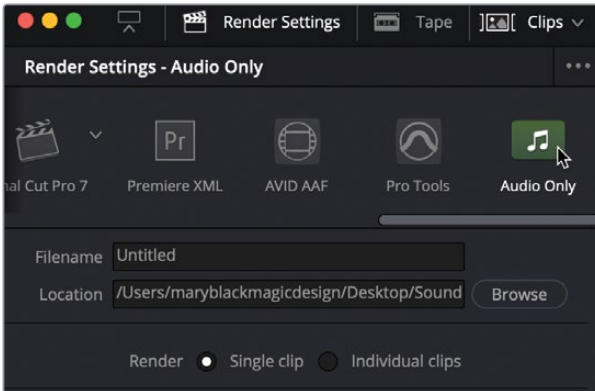 Render Settings Tape Clips
Render Settings - Audio Only
nal Cut Pro 7 Premiere XML AVID AAF Pro Tools Audio Only
Filename Untitled
Location /Users/maryblackmagicdesign/Desktop/Sound Browse
Render Single clip Individual clips